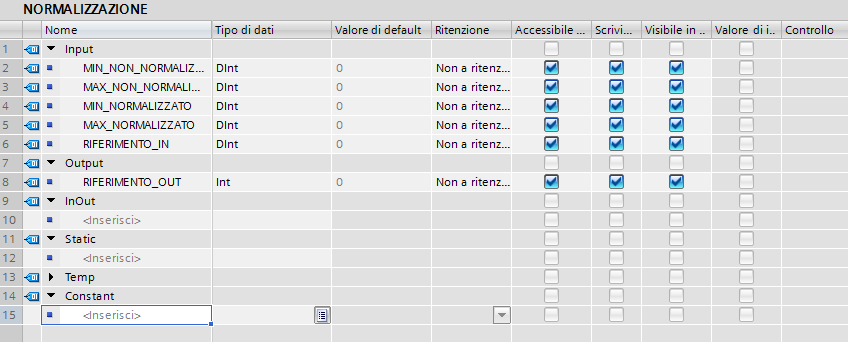 NORMALIZZAZIONE
Nome Tipo di dati Valore di default Ritenzione Accessibile ... Scrivi... Visibile in .. Valore di i.. Controllo
1 Input
2 MIN_NON_NORMALIZ... DInt 0 Non a ritenz...
3 MAX_NON_NORMALI... DInt 0 Non a ritenz...
4 MIN_NORMALIZZATO DInt 0 Non a ritenz...
5 MAX_NORMALIZZATO DInt 0 Non a ritenz...
6 RIFERIMENTO_IN DInt 0 Non a ritenz...
7 Output
8 RIFERIMENTO_OUT Int 0 Non a ritenz...
9 InOut
10 <Inserisci>
11 Static
12 <Inserisci>
13 Temp
14 Constant
15 <Inserisci>